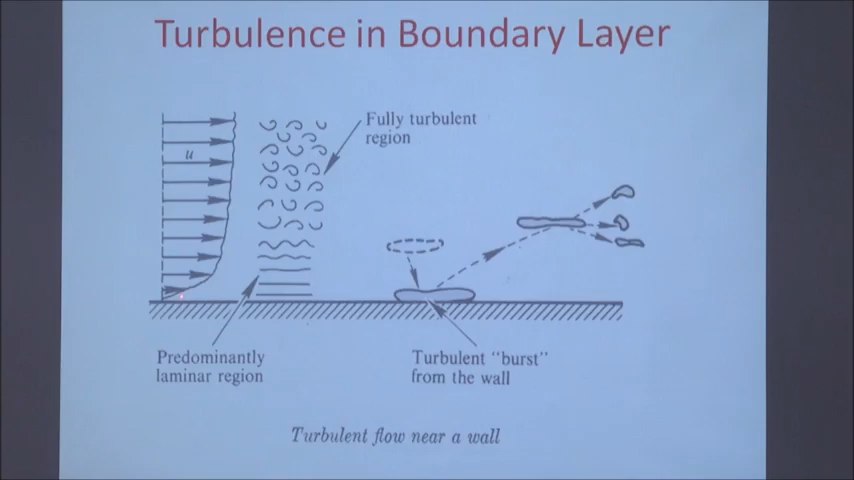 Turbulence in Boundary Layer
u
Fully turbulent
region
Predominantly
laminar region
Turbulent "burst"
from the wall
Turbulent flow near a wall